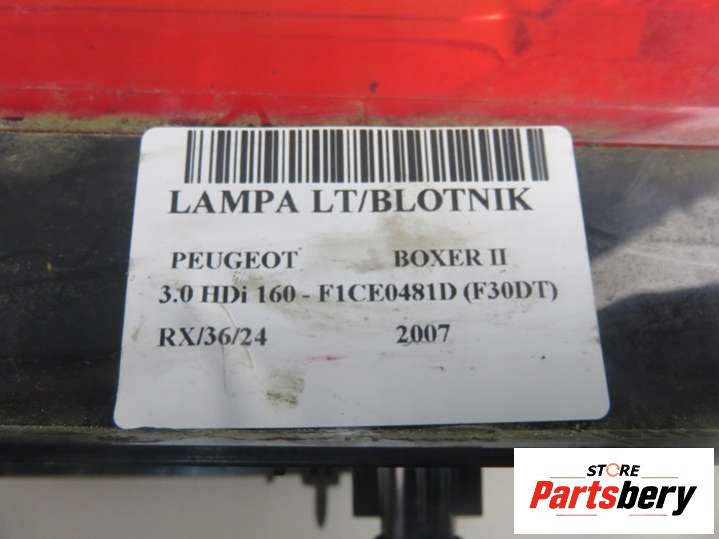 LAMPA LT/BLOTNIK
PEUGEOT BOXER II
3.0 HDi 160 - F1CE0481D (F30DT)
RX/36/24 2007
STORE
Partsbery